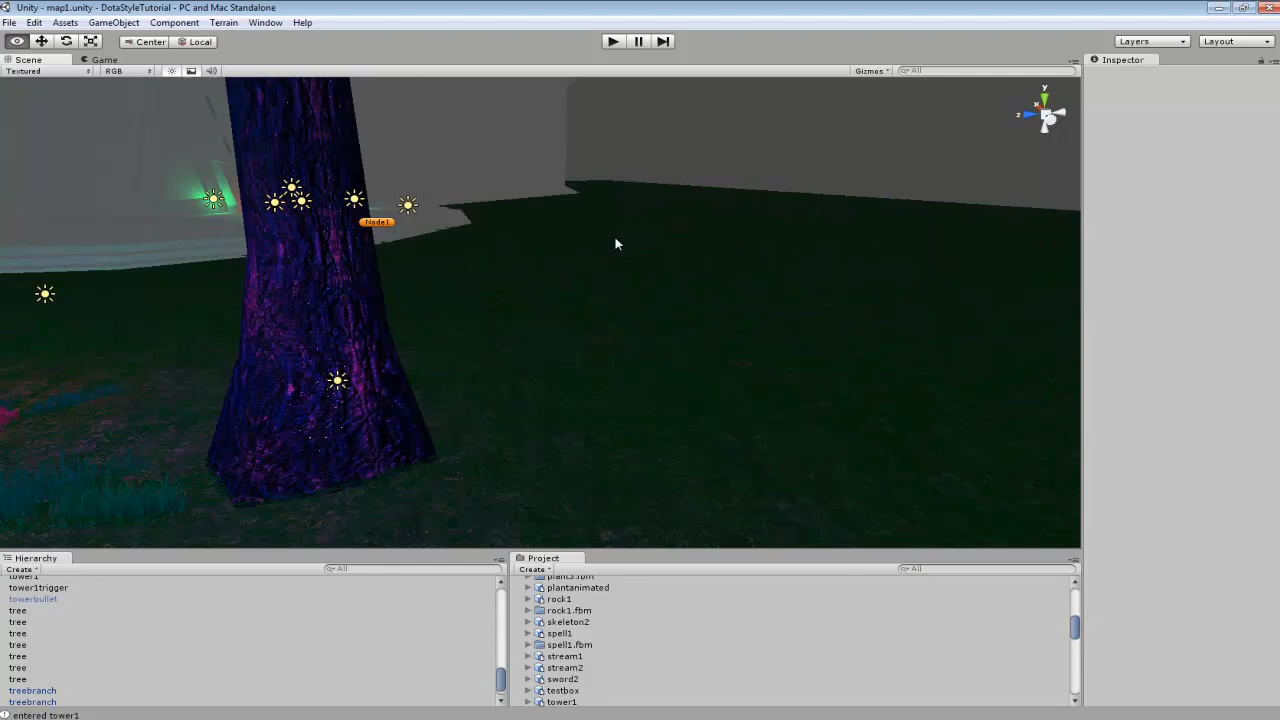 Unity - map1.unity - DotaStyleTutorial - PC and Mac Standalone
File Edit Assets GameObject Component Terrain Window Help
Center Local Layers Layout
Scene Game Inspector
Textured RGB Gizmos All
y
x
z
Node1
Hierarchy
Create All
tower1
tower1trigger
towerbullet
tree
tree
tree
tree
tree
tree
tree
treebranch
treebranch
Project
Create All
plant3.fbm
plantanimated
rock1
rock1.fbm
skeleton2
spell1
spell1.fbm
stream1
stream2
sword2
testbox
tower1
entered tower1